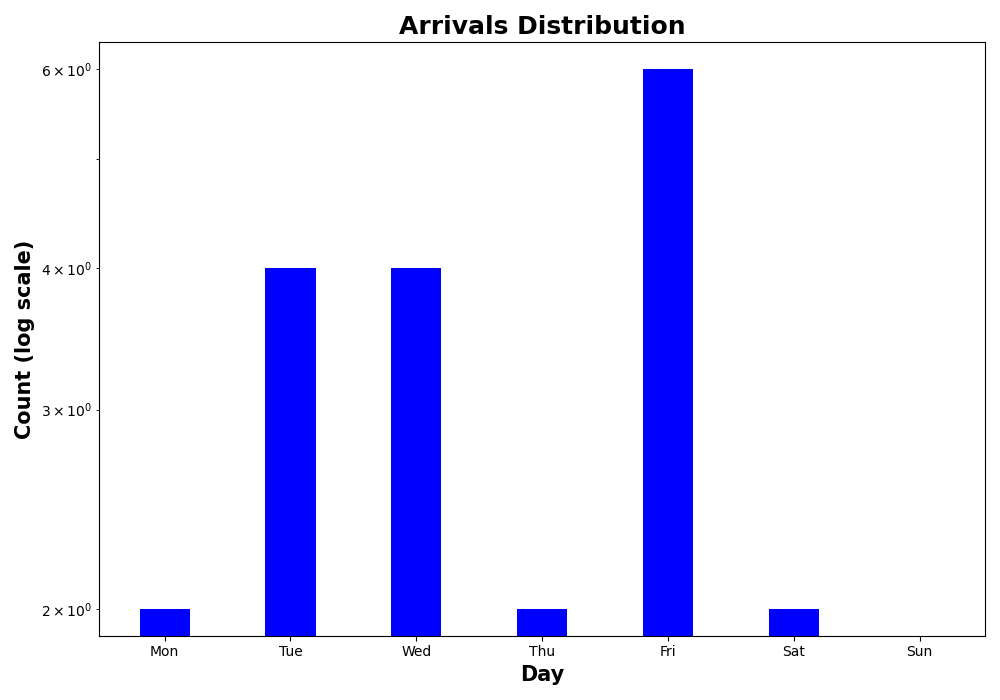 Arrivals Distribution
6 × 10⁰
4 × 10⁰
3 × 10⁰
2 × 10⁰
Count (log scale)
Mon Tue Wed Thu Fri Sat Sun
Day